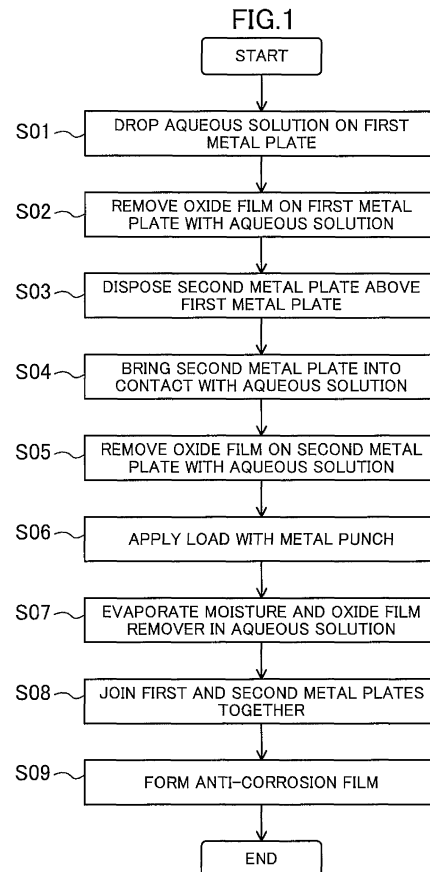 FIG.1
START
S01
DROP AQUEOUS SOLUTION ON FIRST
METAL PLATE
S02
REMOVE OXIDE FILM ON FIRST METAL
PLATE WITH AQUEOUS SOLUTION
S03
DISPOSE SECOND METAL PLATE ABOVE
FIRST METAL PLATE
S04
BRING SECOND METAL PLATE INTO
CONTACT WITH AQUEOUS SOLUTION
S05
REMOVE OXIDE FILM ON SECOND METAL
PLATE WITH AQUEOUS SOLUTION
S06
APPLY LOAD WITH METAL PUNCH
S07
EVAPORATE MOISTURE AND OXIDE FILM
REMOVER IN AQUEOUS SOLUTION
S08
JOIN FIRST AND SECOND METAL PLATES
TOGETHER
S09
FORM ANTI-CORROSION FILM
END